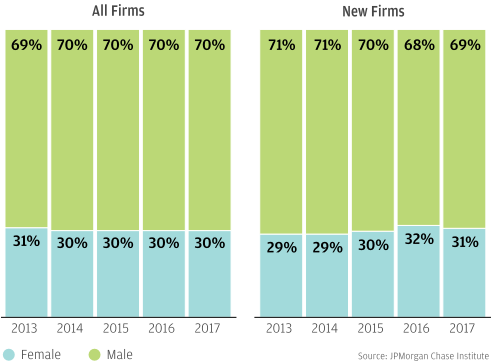 All Firms
69% 70% 70% 70% 70%
31% 30% 30% 30% 30%
2013 2014 2015 2016 2017
New Firms
71% 71% 70% 68% 69%
29% 29% 30% 32% 31%
2013 2014 2015 2016 2017
Female Male
Source: JPMorgan Chase Institute